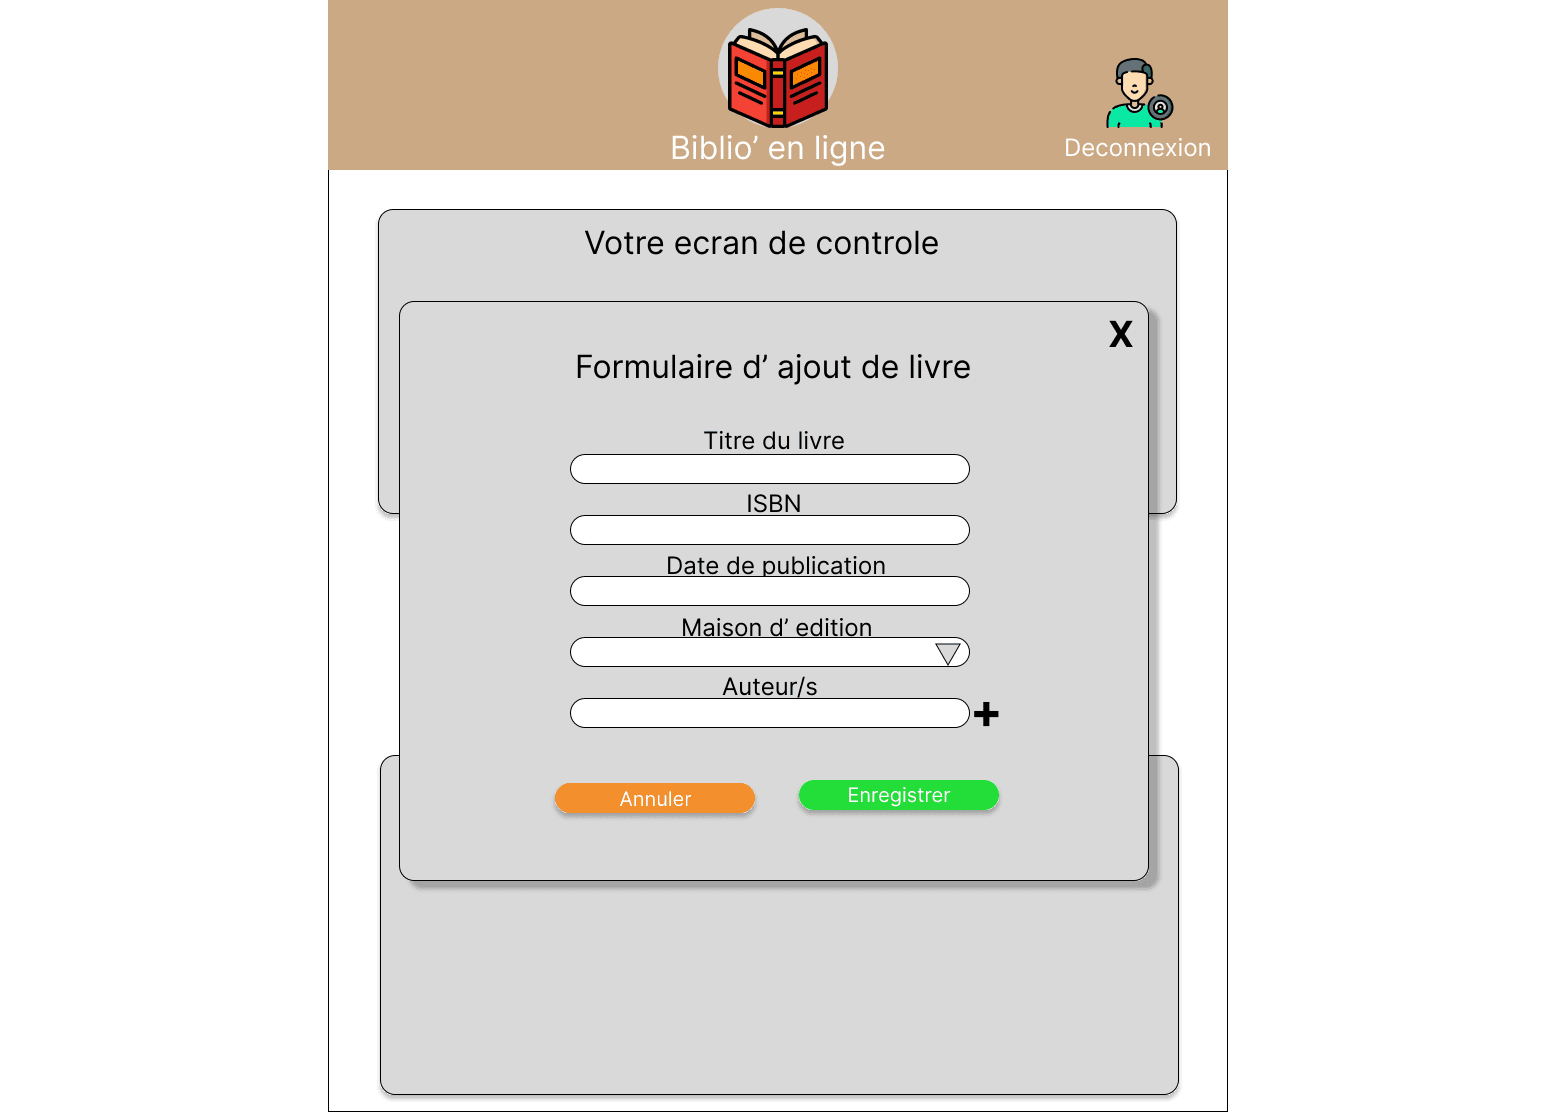 Biblio’ en ligne
Deconnexion
Votre ecran de controle
X
Formulaire d’ ajout de livre
Titre du livre
ISBN
Date de publication
Maison d’ edition
Auteur/s
+
Annuler
Enregistrer